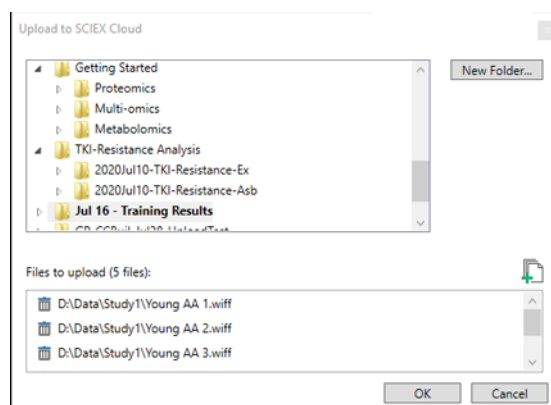 Upload to SCIEX Cloud
Getting Started
New Folder...
Proteomics
Multi-omics
Metabolomics
TKI-Resistance Analysis
2020Jul10-TKI-Resistance-Ex
2020Jul10-TKI-Resistance-Asb
Jul 16 - Training Results
Files to upload (5 files):
D:\Data\Study1\Young AA 1.wiff
D:\Data\Study1\Young AA 2.wiff
D:\Data\Study1\Young AA 3.wiff
OK Cancel